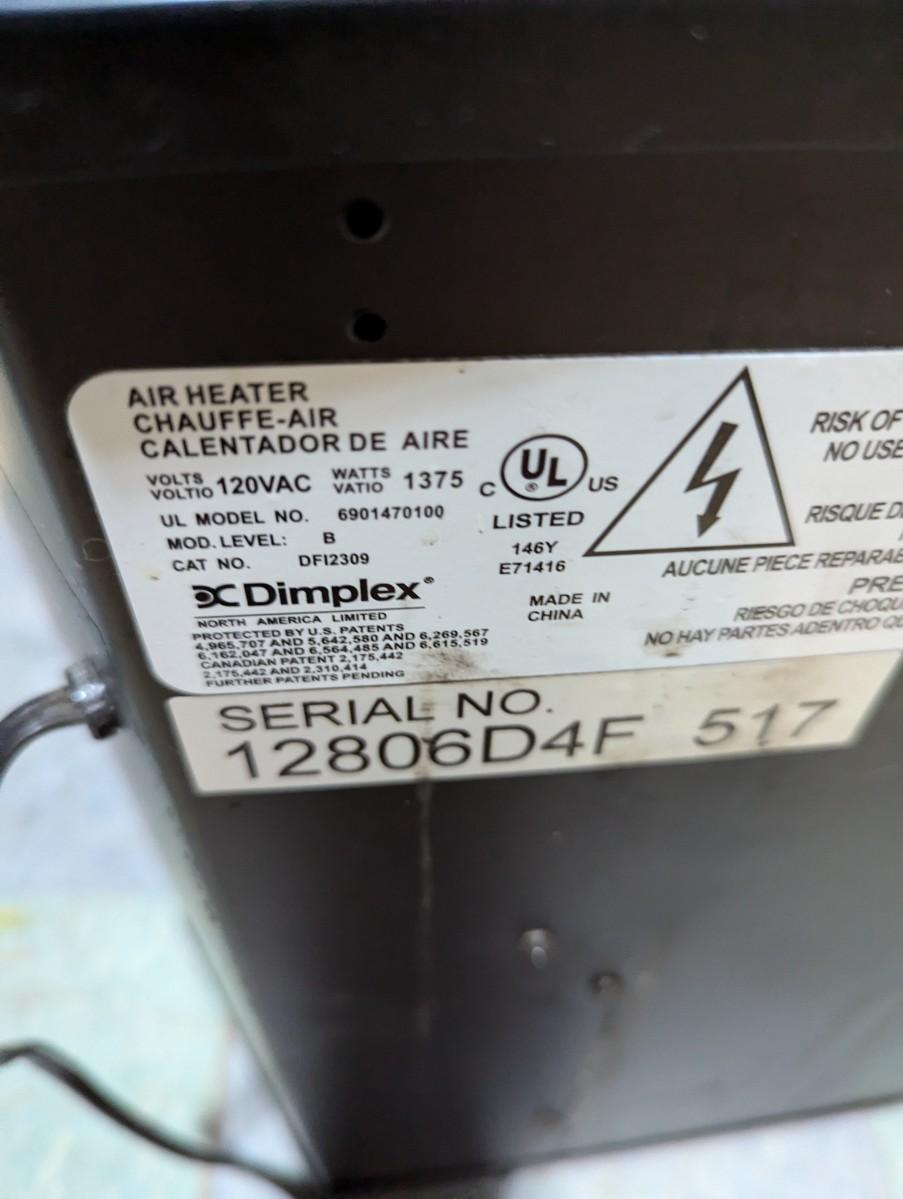 AIR HEATER
CHAUFFE-AIR
CALENTADOR DE AIRE
VOLTS
VOLTIO 120VAC WATTS
VATIO 1375
UL MODEL NO. 6901470100
MOD. LEVEL: B
CAT NO. DFI2309
Dimplex®
NORTH AMERICA LIMITED
PROTECTED BY U.S. PATENTS
4,965,707 AND 5,642,580 AND 6,269,567
6,162,047 AND 6,564,485 AND 6,615,519
CANADIAN PATENT 2,175,442
2,175,442 AND 2,310,414
FURTHER PATENTS PENDING
C UL® US
LISTED
146Y
E71416
MADE IN
CHINA
RISK OF
NO USE
RISQUE D
AUCUNE PIECE REPARAB
PRE
RIESGO DE CHOQU
NO HAY PARTES ADENTRO QU
SERIAL NO.
12806D4F 517